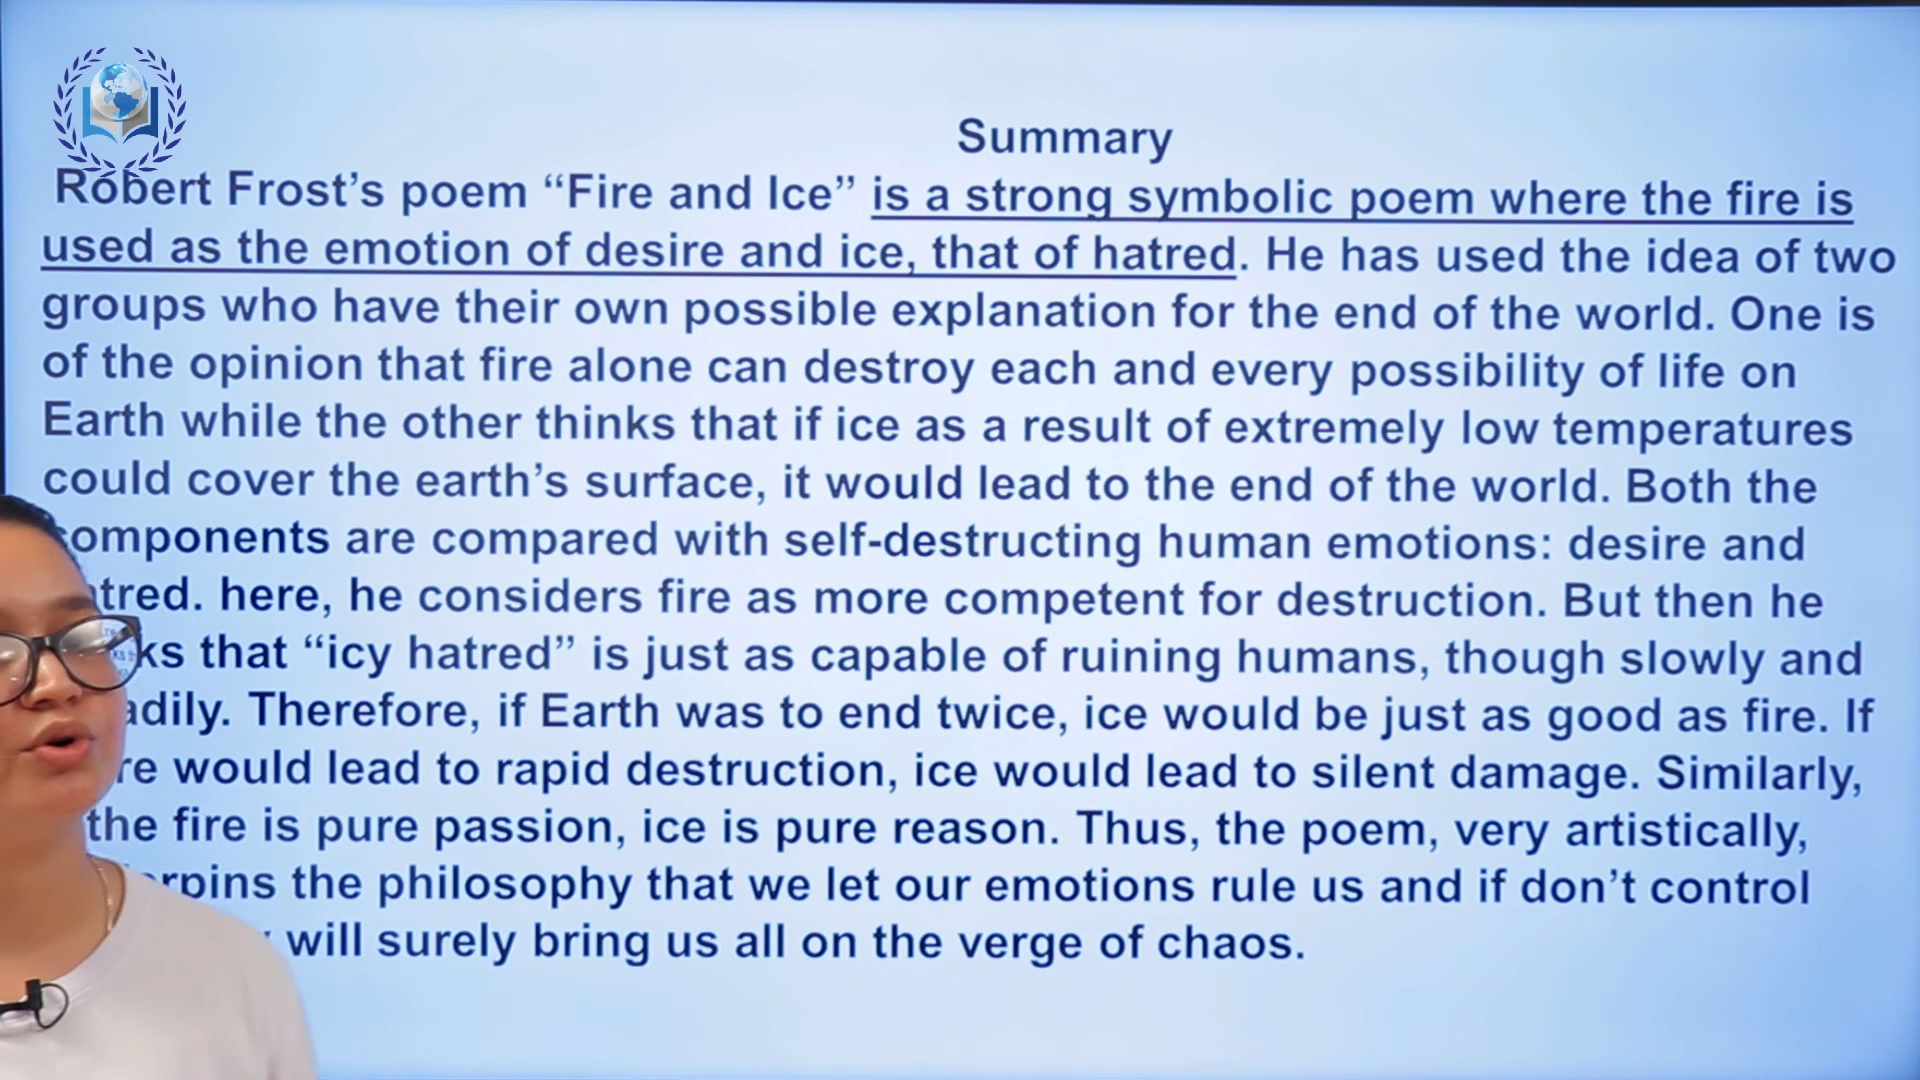 Summary
Robert Frost’s poem “Fire and Ice” is a strong symbolic poem where the fire is
used as the emotion of desire and ice, that of hatred. He has used the idea of two
groups who have their own possible explanation for the end of the world. One is
of the opinion that fire alone can destroy each and every possibility of life on
Earth while the other thinks that if ice as a result of extremely low temperatures
could cover the earth’s surface, it would lead to the end of the world. Both the
components are compared with self-destructing human emotions: desire and
here, he considers fire as more competent for destruction. But then he
that “icy hatred” is just as capable of ruining humans, though slowly and
Therefore, if Earth was to end twice, ice would be just as good as fire. If
would lead to rapid destruction, ice would lead to silent damage. Similarly,
the fire is pure passion, ice is pure reason. Thus, the poem, very artistically,
the philosophy that we let our emotions rule us and if don’t control
will surely bring us all on the verge of chaos.